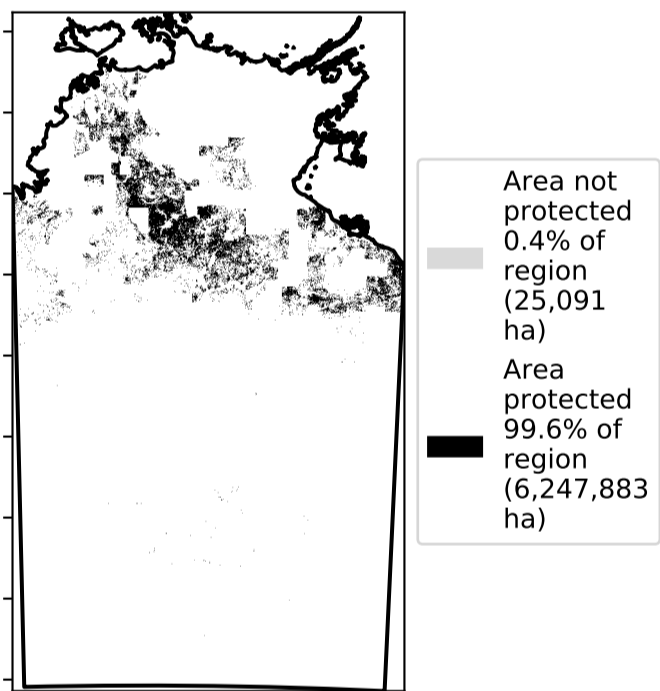 Area not
protected
0.4% of
region
(25,091
ha)
Area
protected
99.6% of
region
(6,247,883
ha)